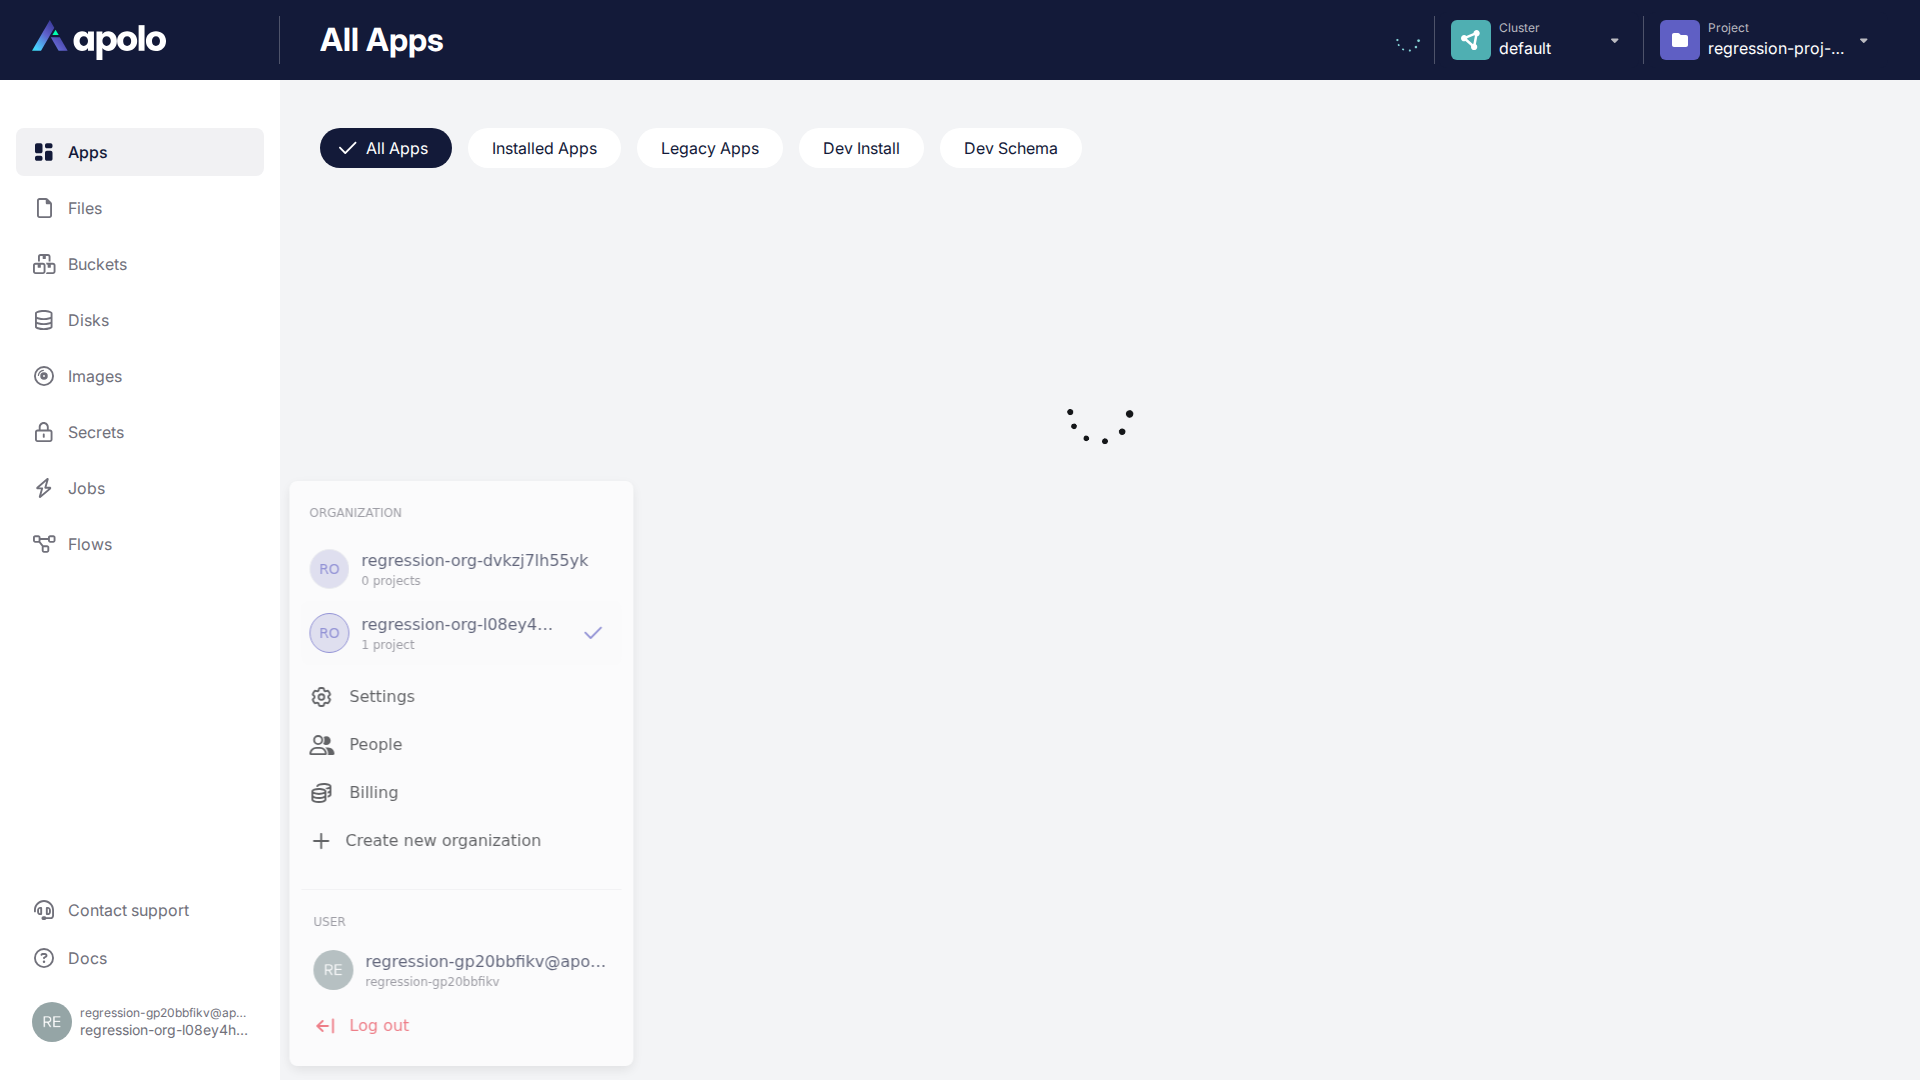 apolo
All Apps
Cluster
default
Project
regression-proj-...
Apps
Files
Buckets
Disks
Images
Secrets
Jobs
Flows
All Apps
Installed Apps
Legacy Apps
Dev Install
Dev Schema
ORGANIZATION
RO
regression-org-dvkzj7lh55yk
0 projects
RO
regression-org-l08ey4...
1 project
Settings
People
Billing
Create new organization
USER
RE
regression-gp20bbfikv@apo...
regression-gp20bbfikv
Log out
Contact support
Docs
RE
regression-gp20bbfikv@ap...
regression-org-l08ey4h...